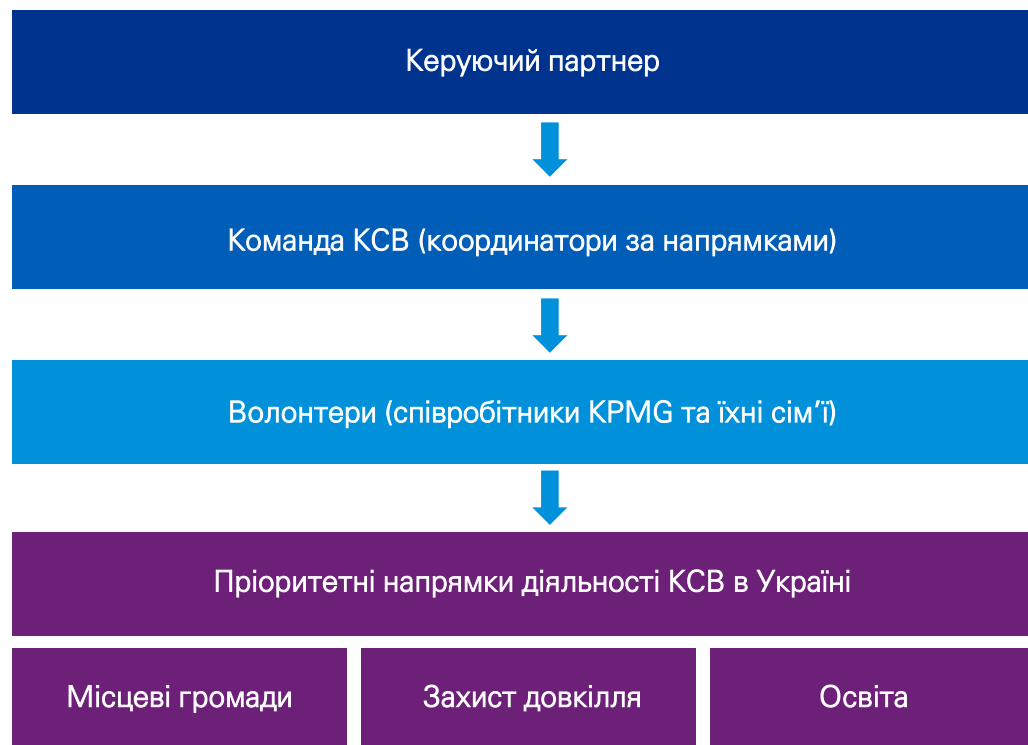 Керуючий партнер
Команда КСВ (координатори за напрямками)
Волонтери (співробітники KPMG та їхні сім’ї)
Пріоритетні напрямки діяльності КСВ в Україні
Місцеві громади
Захист довкілля
Освіта